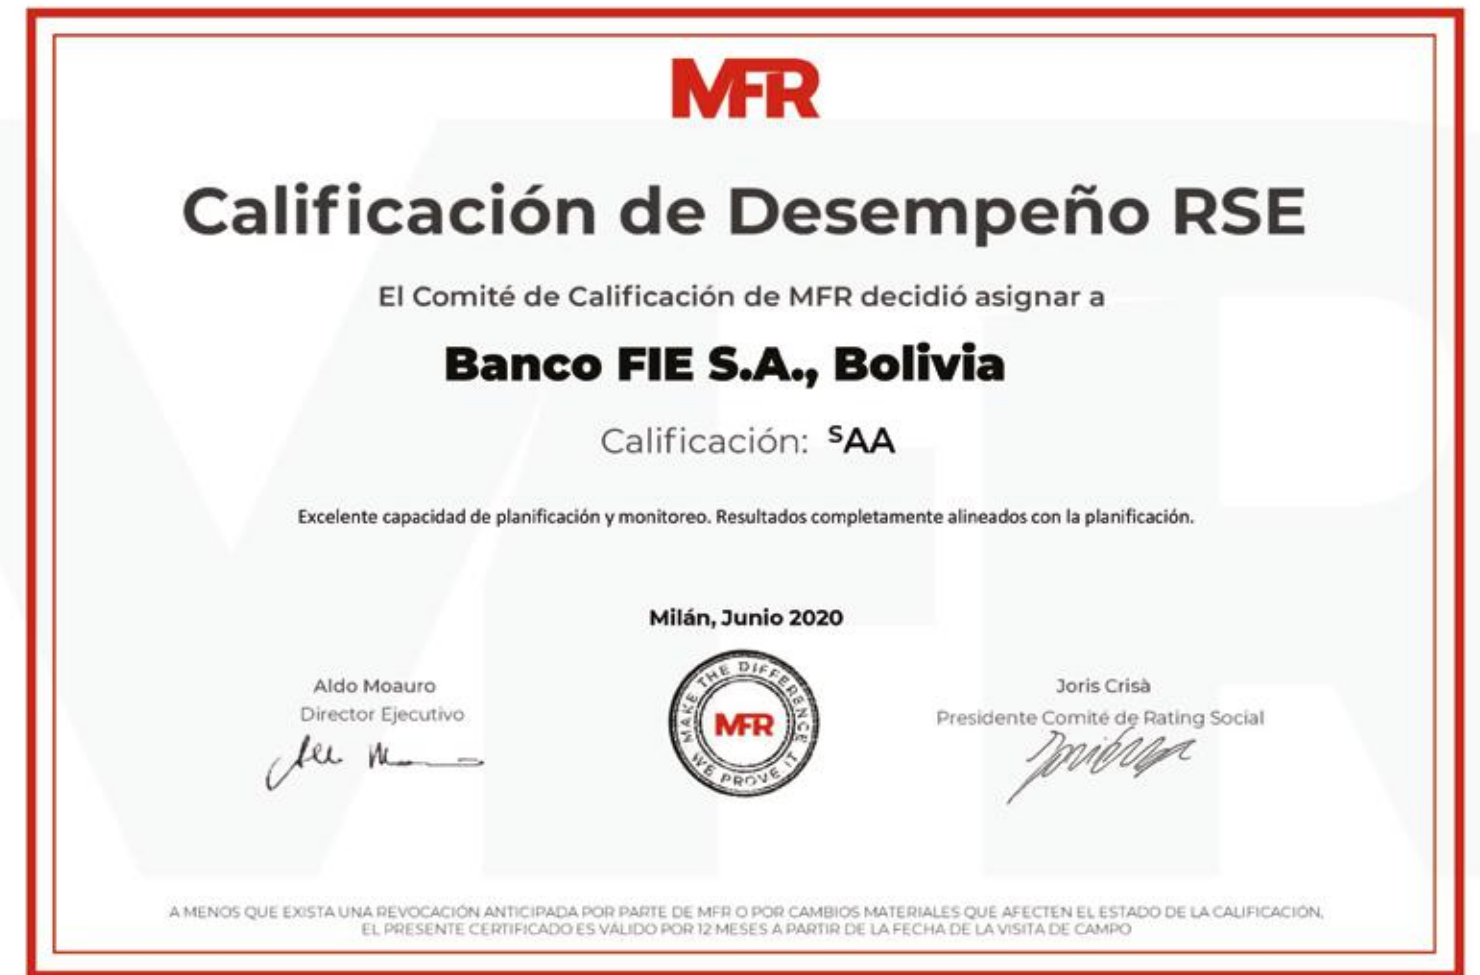 MFR
Calificación de Desempeño RSE
El Comité de Calificación de MFR decidió asignar a
Banco FIE S.A., Bolivia
Calificación: ˢAA
Excelente capacidad de planificación y monitoreo. Resultados completamente alineados con la planificación.
Milán, Junio 2020
Aldo Moauro
Director Ejecutivo
MAKE THE DIFFERENCE
MFR
WE PROVE IT
Joris Crisà
Presidente Comité de Rating Social
A MENOS QUE EXISTA UNA REVOCACIÓN ANTICIPADA POR PARTE DE MFR O POR CAMBIOS MATERIALES QUE AFECTEN EL ESTADO DE LA CALIFICACIÓN,
EL PRESENTE CERTIFICADO ES VÁLIDO POR 12 MESES A PARTIR DE LA FECHA DE LA VISITA DE CAMPO